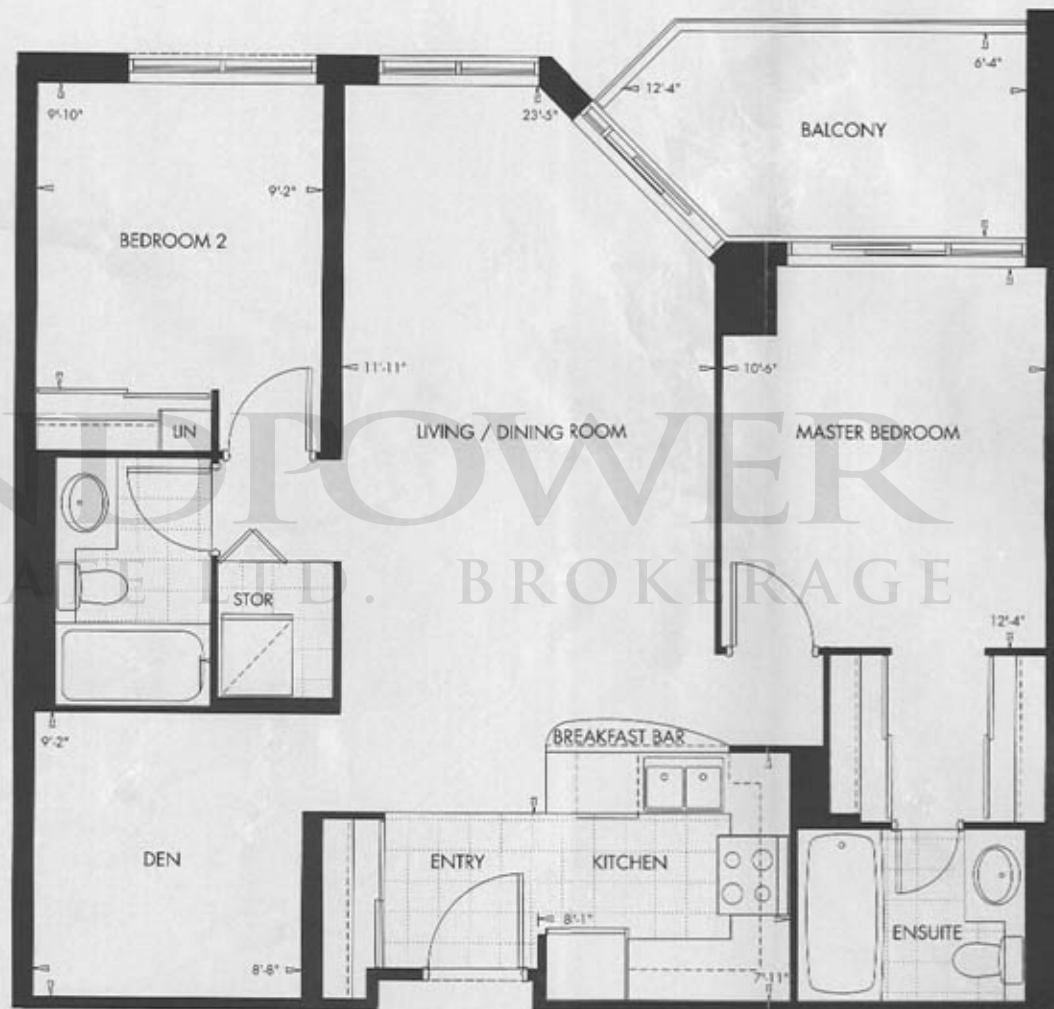 6'-4"
12'-4"
BALCONY
9'-10"
23'-5"
9'-2"
BEDROOM 2
11'-11"
10'-6"
LIN
LIVING / DINING ROOM
MASTER BEDROOM
NDPOWER
STOR
LTD. BROKERAGE
12'-4"
9'-2"
BREAKFAST BAR
DEN
ENTRY
KITCHEN
8'-1"
ENSUITE
8'-8"
7'-11"